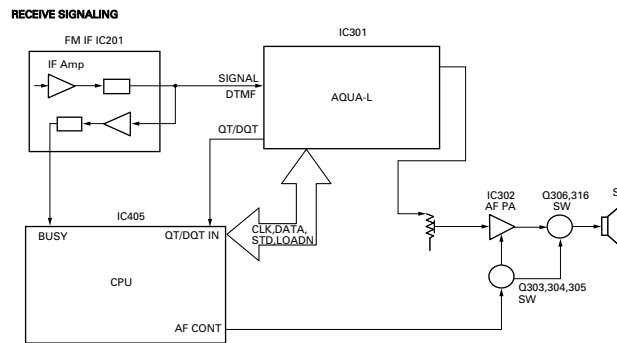 RECEIVE SIGNALING
FM IF IC201
IF Amp
IC301
SIGNAL
DTMF
AQUA-L
QT/DQT
IC405
BUSY
QT/DQT IN
CLK,DATA,
STD,LOADN
CPU
AF CONT
IC302
AF PA
Q306,316
SW
S
Q303,304,305
SW